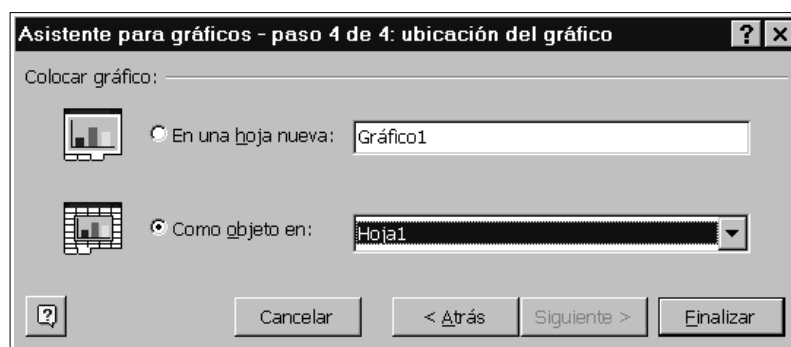 Asistente para gráficos - paso 4 de 4: ubicación del gráfico
Colocar gráfico:
En una hoja nueva: Gráfico1
Como objeto en: Hoja1
Cancelar < Atrás Siguiente > Finalizar